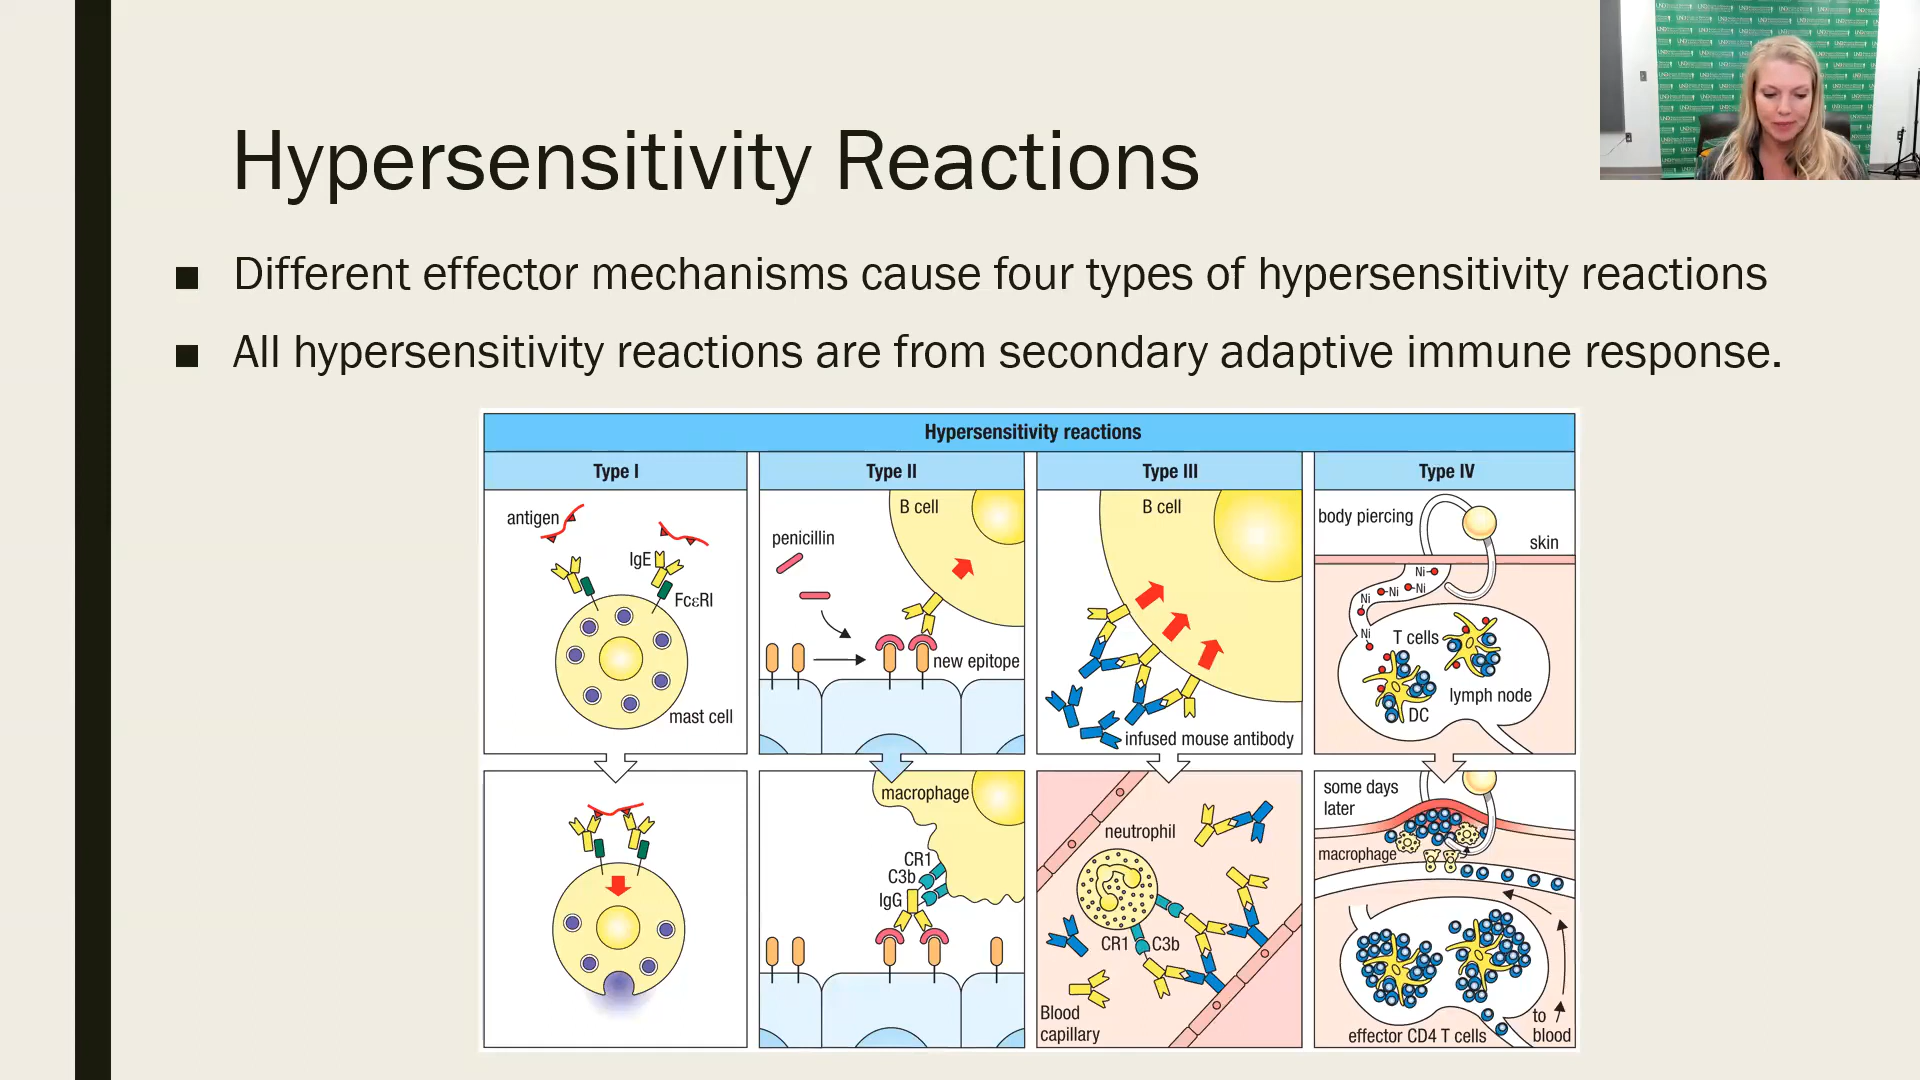 Hypersensitivity Reactions
■ Different effector mechanisms cause four types of hypersensitivity reactions
■ All hypersensitivity reactions are from secondary adaptive immune response.
Hypersensitivity reactions
Type I
Type II
Type III
Type IV
antigen
IgE
FcεRI
mast cell
penicillin
B cell
new epitope
B cell
infused mouse antibody
body piercing
skin
Ni
Ni
Ni
Ni
Ni
T cells
lymph node
DC
macrophage
CR1
C3b
IgG
neutrophil
CR1
C3b
Blood
capillary
some days
later
macrophage
effector CD4 T cells
to
blood